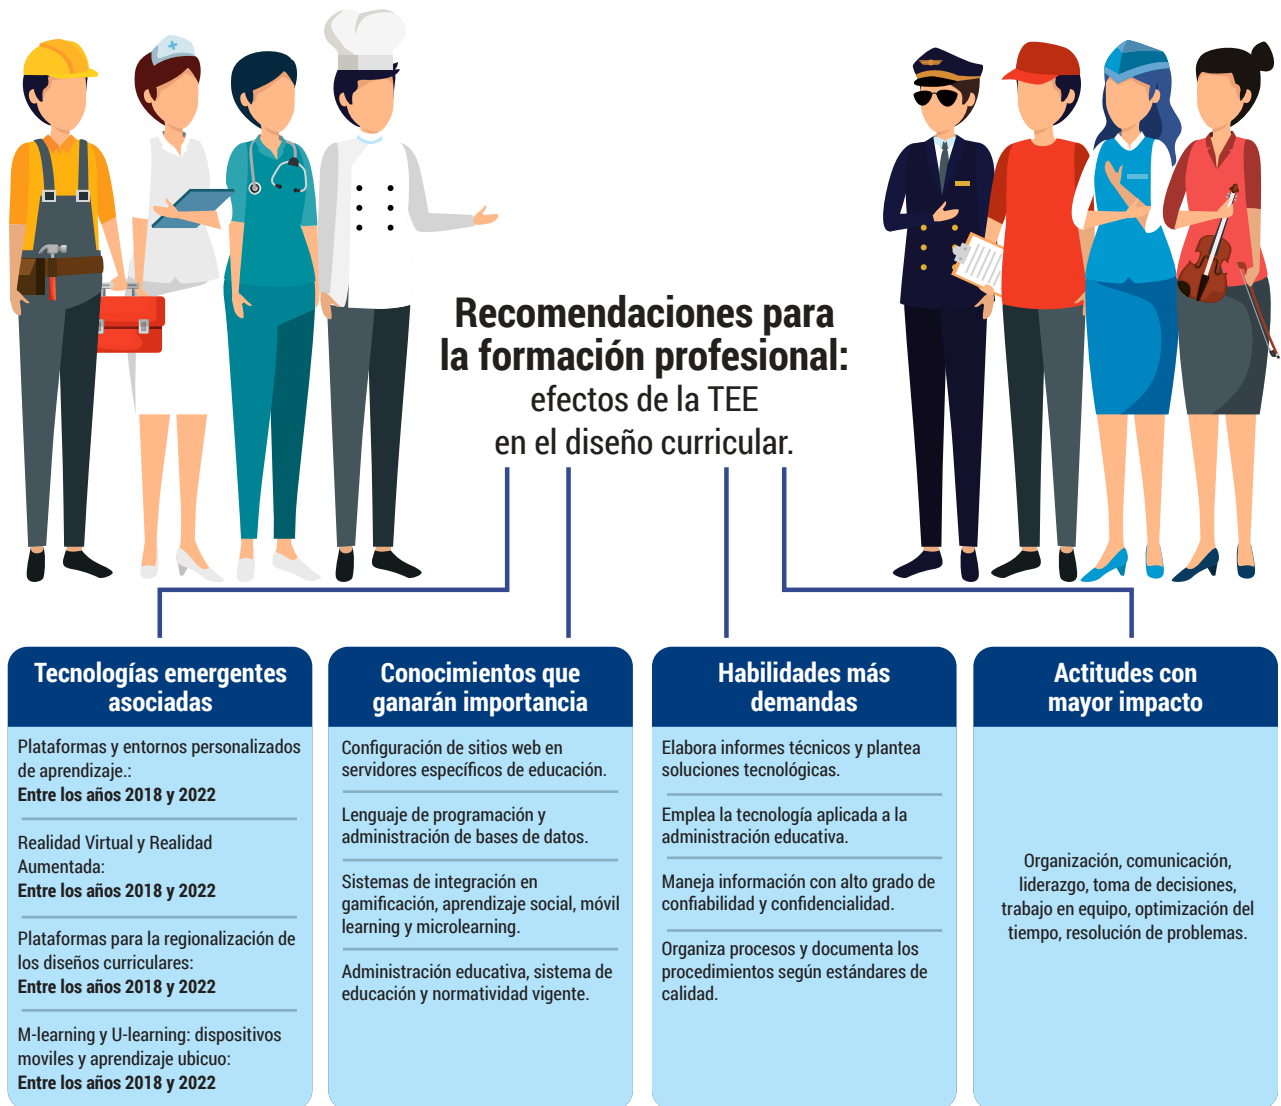 Recomendaciones para
la formación profesional:
efectos de la TEE
en el diseño curricular.
Tecnologías emergentes
asociadas
Plataformas y entornos personalizados
de aprendizaje.:
Entre los años 2018 y 2022
Realidad Virtual y Realidad
Aumentada:
Entre los años 2018 y 2022
Plataformas para la regionalización de
los diseños curriculares:
Entre los años 2018 y 2022
M-learning y U-learning: dispositivos
moviles y aprendizaje ubicuo:
Entre los años 2018 y 2022
Conocimientos que
ganarán importancia
Configuración de sitios web en
servidores específicos de educación.
Lenguaje de programación y
administración de bases de datos.
Sistemas de integración en
gamificación, aprendizaje social, móvil
learning y microlearning.
Administración educativa, sistema de
educación y normatividad vigente.
Habilidades más
demandas
Elabora informes técnicos y plantea
soluciones tecnológicas.
Emplea la tecnología aplicada a la
administración educativa.
Maneja información con alto grado de
confiabilidad y confidencialidad.
Organiza procesos y documenta los
procedimientos según estándares de
calidad.
Actitudes con
mayor impacto
Organización, comunicación,
liderazgo, toma de decisiones,
trabajo en equipo, optimización del
tiempo, resolución de problemas.